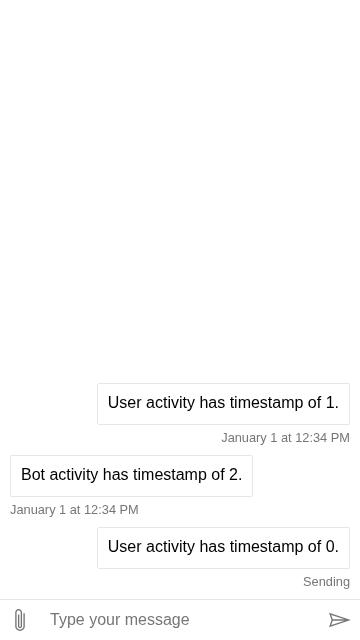 User activity has timestamp of 1.
January 1 at 12:34 PM
Bot activity has timestamp of 2.
January 1 at 12:34 PM
User activity has timestamp of 0.
Sending
Type your message